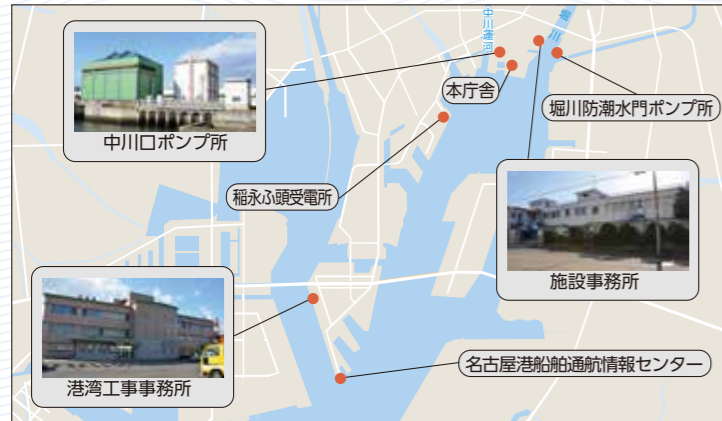 中川運河
堀川
中川口ポンプ所
本庁舎
堀川防潮水門ポンプ所
稲永ふ頭受電所
施設事務所
港湾工事事務所
名古屋港船舶通航情報センター